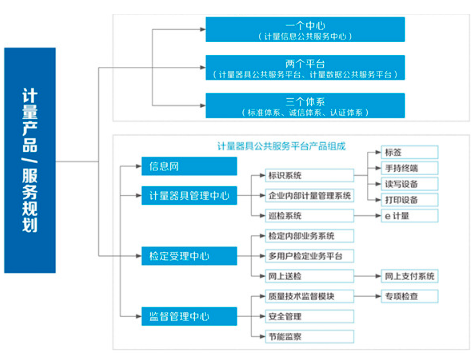 计量产品/服务规划
一个中心
（计量信息公共服务中心）
两个平台
（计量器具公共服务平台、计量数据公共服务平台）
三个体系
（标准体系、诚信体系、认证体系）
计量器具公共服务平台产品组成
信息网
计量器具管理中心
标识系统
标签
手持终端
读写设备
打印设备
企业内部计量管理系统
巡检系统
e计量
检定受理中心
检定内部业务系统
多用户检定业务平台
网上送检
网上支付系统
监督管理中心
质量技术监督模块
专项检查
安全管理
节能监察